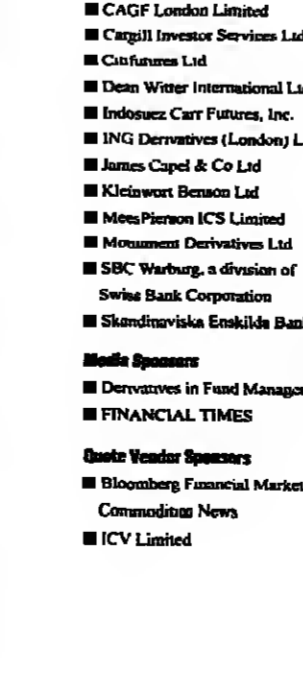 ■ CAGF London Limited
■ Cargill Investor Services Ltd
■ Citifutures Ltd
■ Dean Witter International Lt
■ Indosuez Carr Futures, Inc.
■ ING Derivatives (London) L
■ James Capel & Co Ltd
■ Kleinwort Benson Ltd
■ MeesPierson ICS Limited
■ Monument Derivatives Ltd
■ SBC Warburg, a division of
Swiss Bank Corporation
■ Skandinaviska Enskilda Ban
Media Sponsors
■ Derivatives in Fund Manage
■ FINANCIAL TIMES
Quote Vendor Sponsors
■ Bloomberg Financial Market
Commodities News
■ ICV Limited